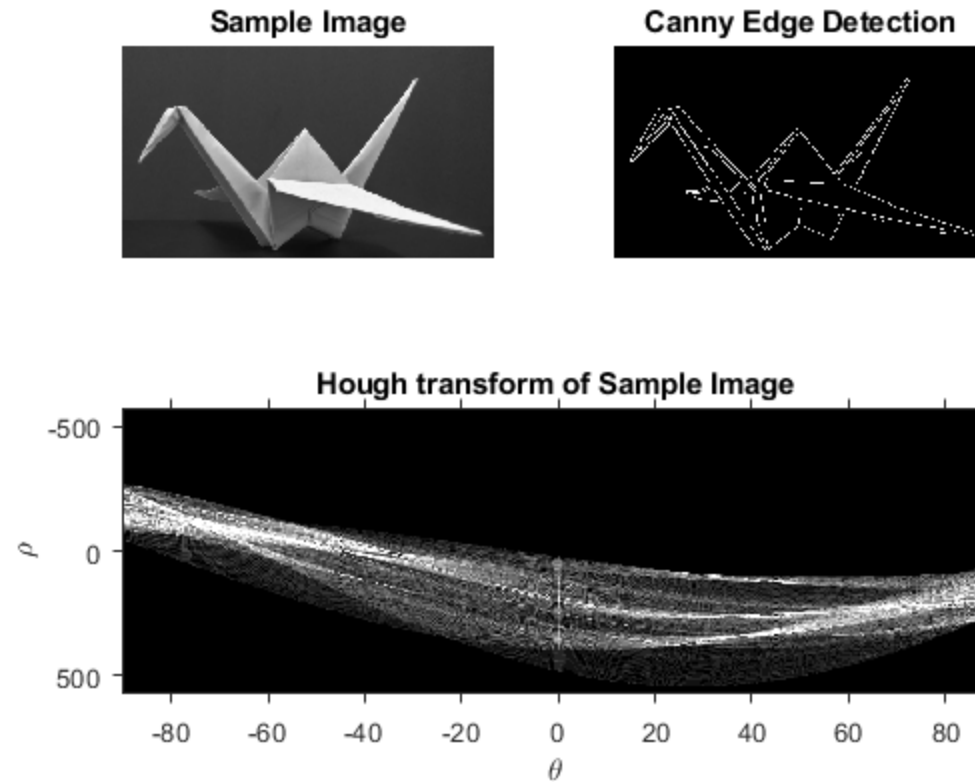 Sample Image
Canny Edge Detection
Hough transform of Sample Image
-500
0
500
ρ
-80 -60 -40 -20 0 20 40 60 80
θ